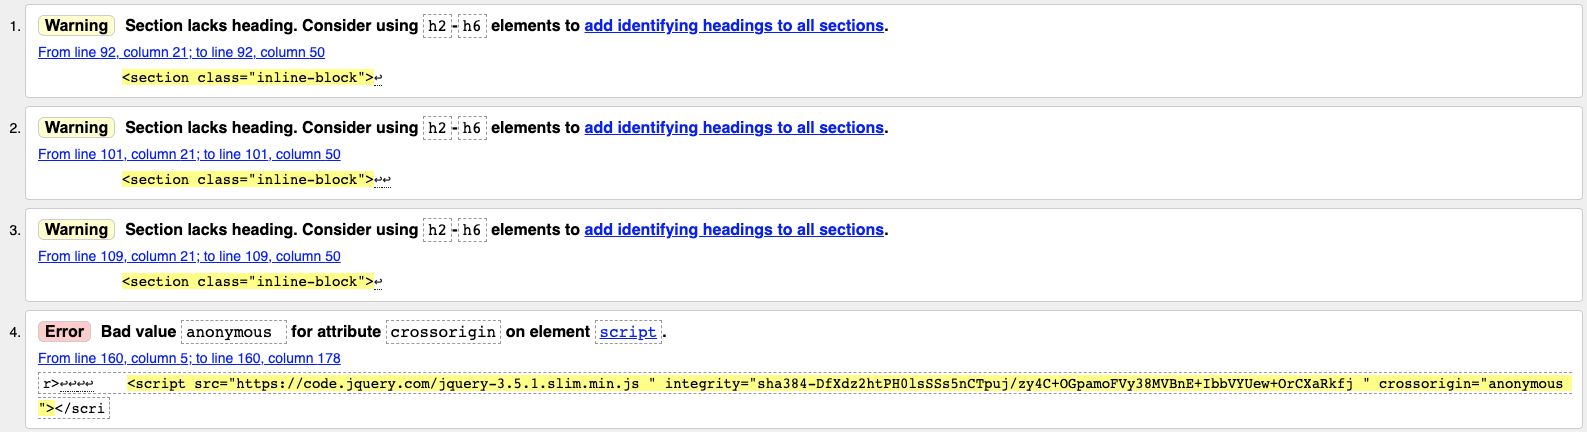 1. Warning Section lacks heading. Consider using h2-h6 elements to add identifying headings to all sections.
From line 92, column 21; to line 92, column 50
<section class="inline-block">↩
2. Warning Section lacks heading. Consider using h2-h6 elements to add identifying headings to all sections.
From line 101, column 21; to line 101, column 50
<section class="inline-block">↩↩
3. Warning Section lacks heading. Consider using h2-h6 elements to add identifying headings to all sections.
From line 109, column 21; to line 109, column 50
<section class="inline-block">↩
4. Error Bad value anonymous  for attribute crossorigin on element script.
From line 160, column 5; to line 160, column 178
r>↩↩↩↩    <script src="https://code.jquery.com/jquery-3.5.1.slim.min.js " integrity="sha384-DfXdz2htPH0lsSSs5nCTpuj/zy4C+OGpamoFVy38MVBnE+IbbVYUew+OrCXaRkfj " crossorigin="anonymous
"></scri